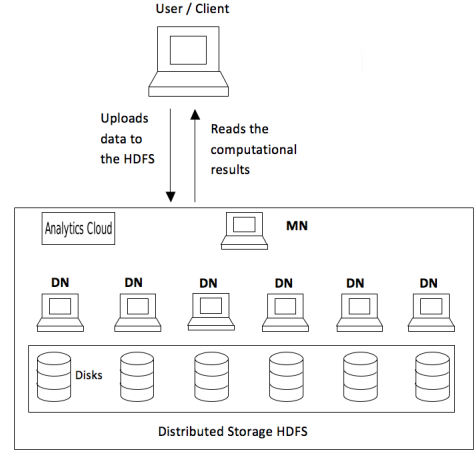 User / Client
Uploads
data to
the HDFS
Reads the
computational
results
Analytics Cloud
MN
DN DN DN DN DN DN
Disks
Distributed Storage HDFS